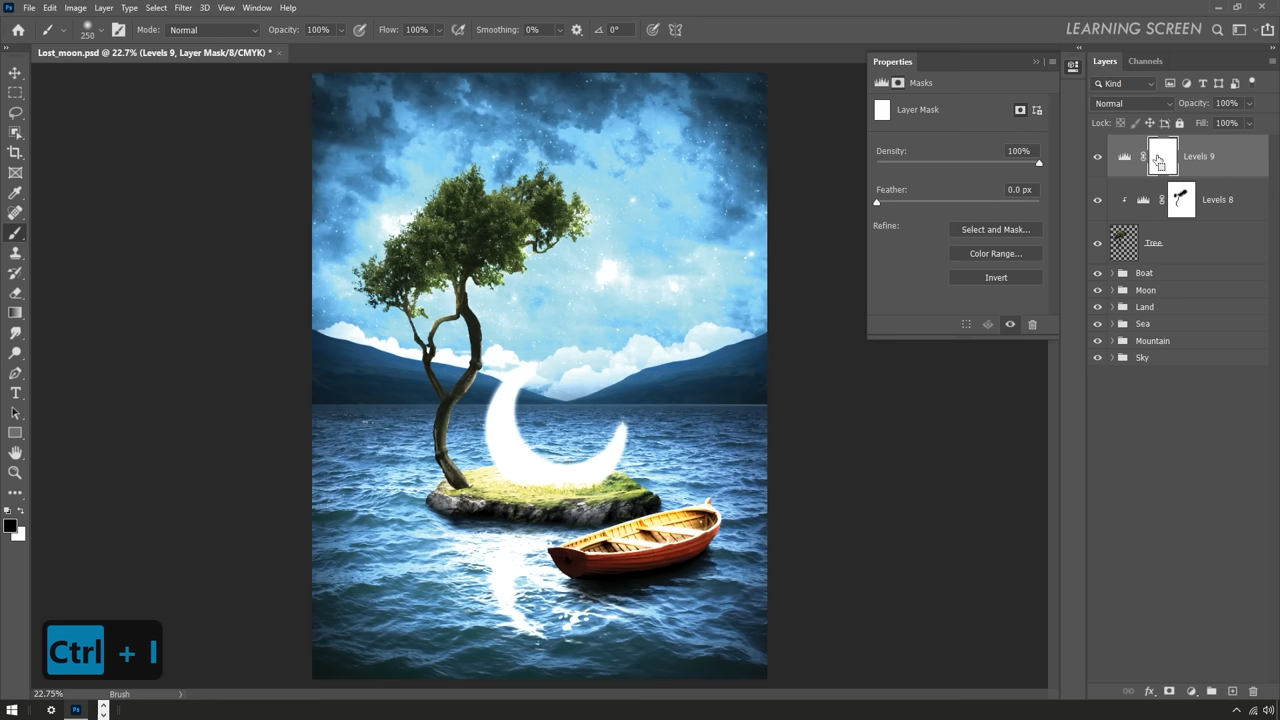 Ps File Edit Image Layer Type Select Filter 3D View Window Help
250 Mode: Normal Opacity: 100% Flow: 100% Smoothing: 0% 0° LEARNING SCREEN
Lost_moon.psd @ 22.7% (Levels 9, Layer Mask/8/CMYK) * ×
Properties
Masks
Layer Mask
Density: 100%
Feather: 0.0 px
Refine: Select and Mask...
Color Range...
Invert
Layers Channels
Kind
Normal Opacity: 100%
Lock: Fill: 100%
Levels 9
Levels 8
Tree
Boat
Moon
Land
Sea
Mountain
Sky
Ctrl + I
22.75% Brush
Ps